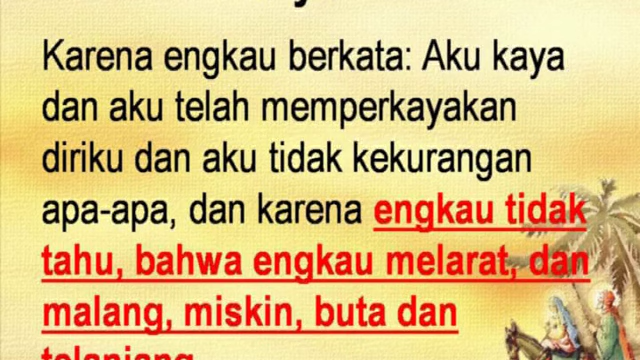 Karena engkau berkata: Aku kaya
dan aku telah memperkayakan
diriku dan aku tidak kekurangan
apa-apa, dan karena engkau tidak
tahu, bahwa engkau melarat, dan
malang, miskin, buta dan
telanjang